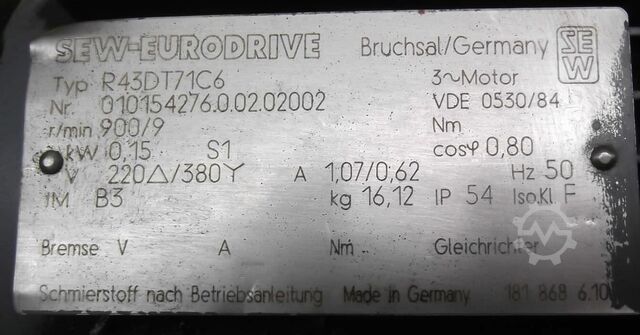 SEW-EURODRIVE Bruchsal/Germany SEW
Typ R43DT71C6 3~Motor
Nr. 010154276.0.02.02002 VDE 0530/84
r/min 900/9 Nm
kW 0,15 S1 cosφ 0,80
V 220△/380Y A 1,07/0,62 Hz 50
IM B3 kg 16,12 IP 54 Iso.Kl. F
Bremse V A Nm Gleichrichter
Schmierstoff nach Betriebsanleitung Made in Germany 181 868 6.10